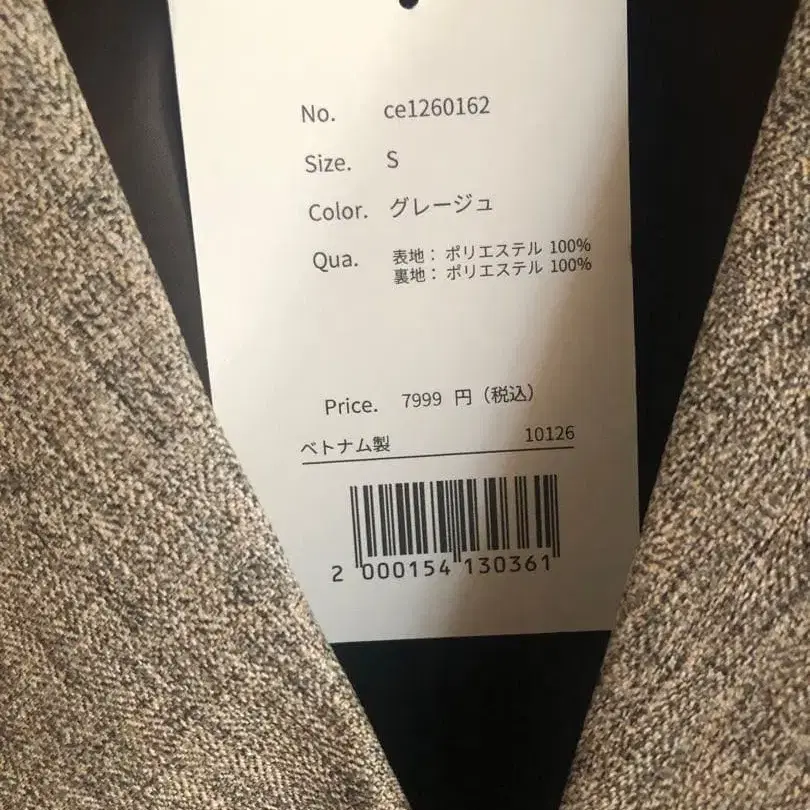 No. ce1260162
Size. S
Color. グレージュ
Qua. 表地： ポリエステル 100%
裏地： ポリエステル 100%
Price. 7999 円（税込）
ベトナム製 10126
2 000154 130361